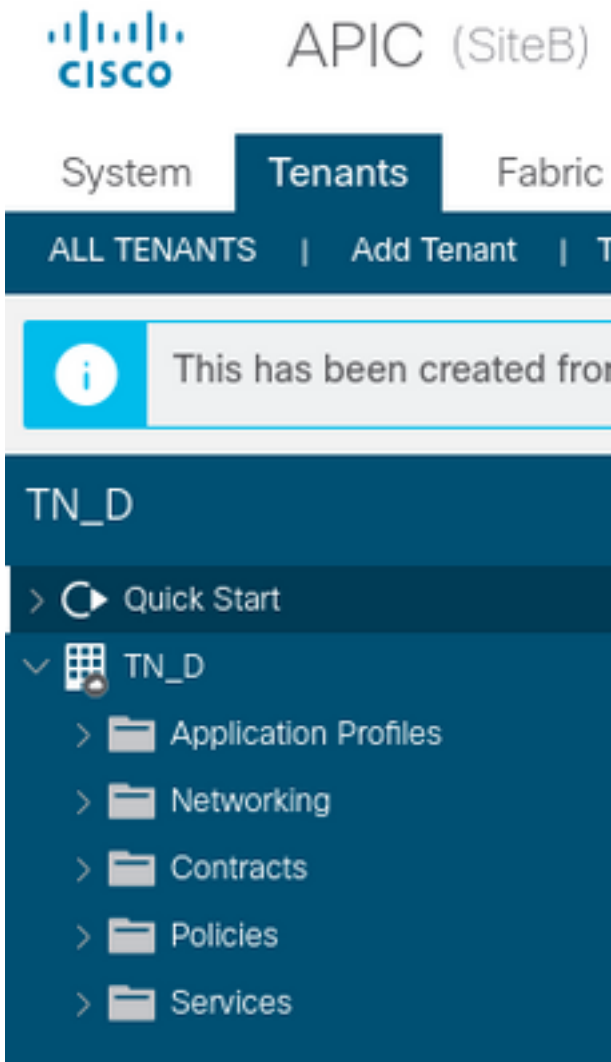 CISCO
APIC (SiteB)
System Tenants Fabric
ALL TENANTS | Add Tenant |
i This has been created
TN_D
Quick Start
TN_D
Application Profiles
Networking
Contracts
Policies
Services